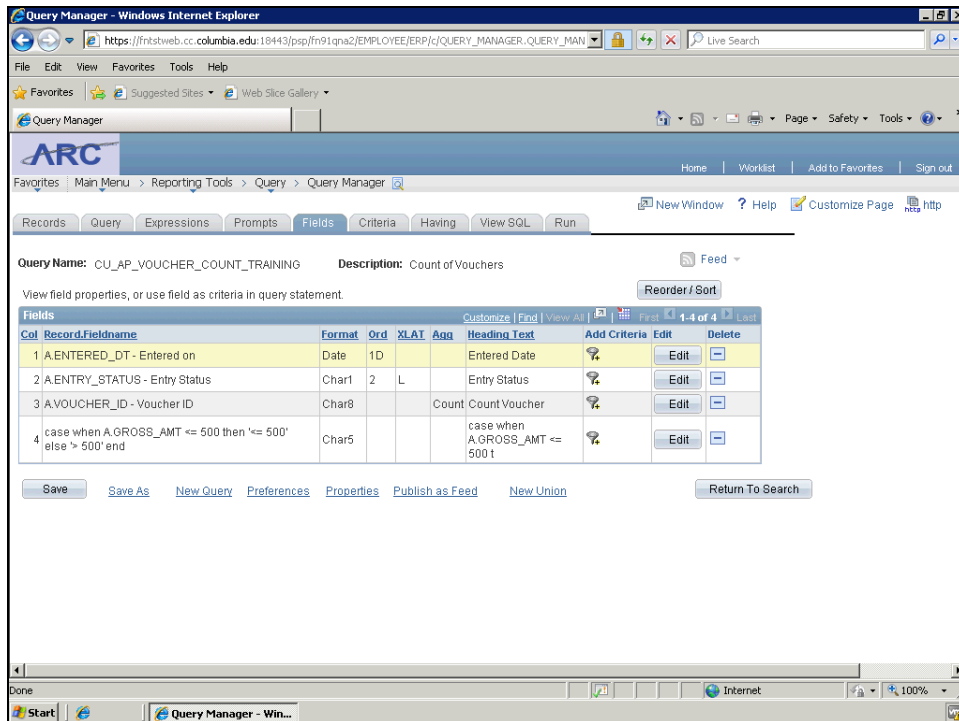 Query Manager - Windows Internet Explorer
https://fntstweb.cc.columbia.edu:18443/psp/fn91qna2/EMPLOYEE/ERP/c/QUERY_MANAGER.QUERY_MAN
Live Search
File Edit View Favorites Tools Help
Favorites Suggested Sites Web Slice Gallery
Query Manager Page Safety Tools
ARC
Home | Worklist | Add to Favorites | Sign out
Favorites Main Menu > Reporting Tools > Query > Query Manager
New Window ? Help Customize Page http
Records Query Expressions Prompts Fields Criteria Having View SQL Run
Query Name: CU_AP_VOUCHER_COUNT_TRAINING Description: Count of Vouchers Feed
View field properties, or use field as criteria in query statement. Reorder / Sort
Fields Customize | Find | View All | First 1-4 of 4 Last
Col Record.Fieldname Format Ord XLAT Agg Heading Text Add Criteria Edit Delete
1 A.ENTERED_DT - Entered on Date 1D Entered Date Edit
2 A.ENTRY_STATUS - Entry Status Char1 2 L Entry Status Edit
3 A.VOUCHER_ID - Voucher ID Char8 Count Count Voucher Edit
4 case when A.GROSS_AMT <= 500 then '<= 500' else '> 500' end Char5 case when A.GROSS_AMT <= 500 t Edit
Save Save As New Query Preferences Properties Publish as Feed New Union Return To Search
Done Internet 100%
Start Query Manager - Win...